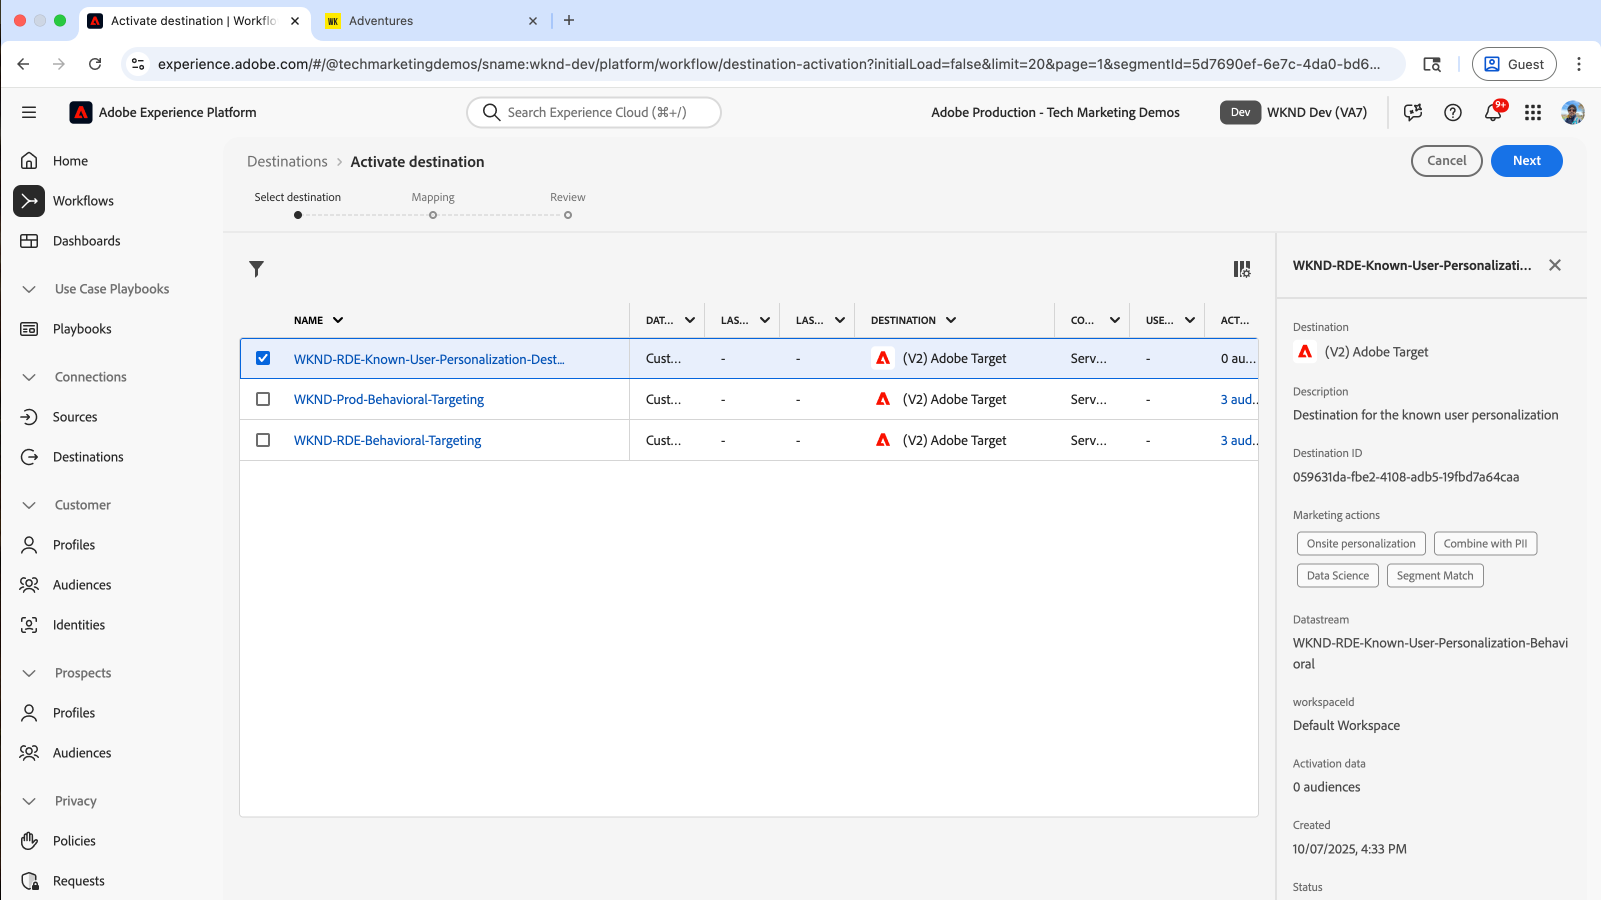 Activate destination | Workflo
WK Adventures
experience.adobe.com/#/@techmarketingdemos/sname:wknd-dev/platform/workflow/destination-activation?initialLoad=false&limit=20&page=1&segmentId=5d7690ef-6e7c-4da0-bd6...
Guest
Adobe Experience Platform
Search Experience Cloud (⌘+/)
Adobe Production - Tech Marketing Demos
Dev WKND Dev (VA7)
9+
Home
Workflows
Dashboards
Use Case Playbooks
Playbooks
Connections
Sources
Destinations
Customer
Profiles
Audiences
Identities
Prospects
Profiles
Audiences
Privacy
Policies
Requests
Destinations > Activate destination
Cancel Next
Select destination Mapping Review
NAME DAT... LAS... LAS... DESTINATION CO... USE... ACT...
WKND-RDE-Known-User-Personalization-Dest... Cust... - - (V2) Adobe Target Serv... - 0 au...
WKND-Prod-Behavioral-Targeting Cust... - - (V2) Adobe Target Serv... - 3 aud..
WKND-RDE-Behavioral-Targeting Cust... - - (V2) Adobe Target Serv... - 3 aud..
WKND-RDE-Known-User-Personalizati...
Destination
(V2) Adobe Target
Description
Destination for the known user personalization
Destination ID
059631da-fbe2-4108-adb5-19fbd7a64caa
Marketing actions
Onsite personalization Combine with PII
Data Science Segment Match
Datastream
WKND-RDE-Known-User-Personalization-Behavi
oral
workspaceId
Default Workspace
Activation data
0 audiences
Created
10/07/2025, 4:33 PM
Status